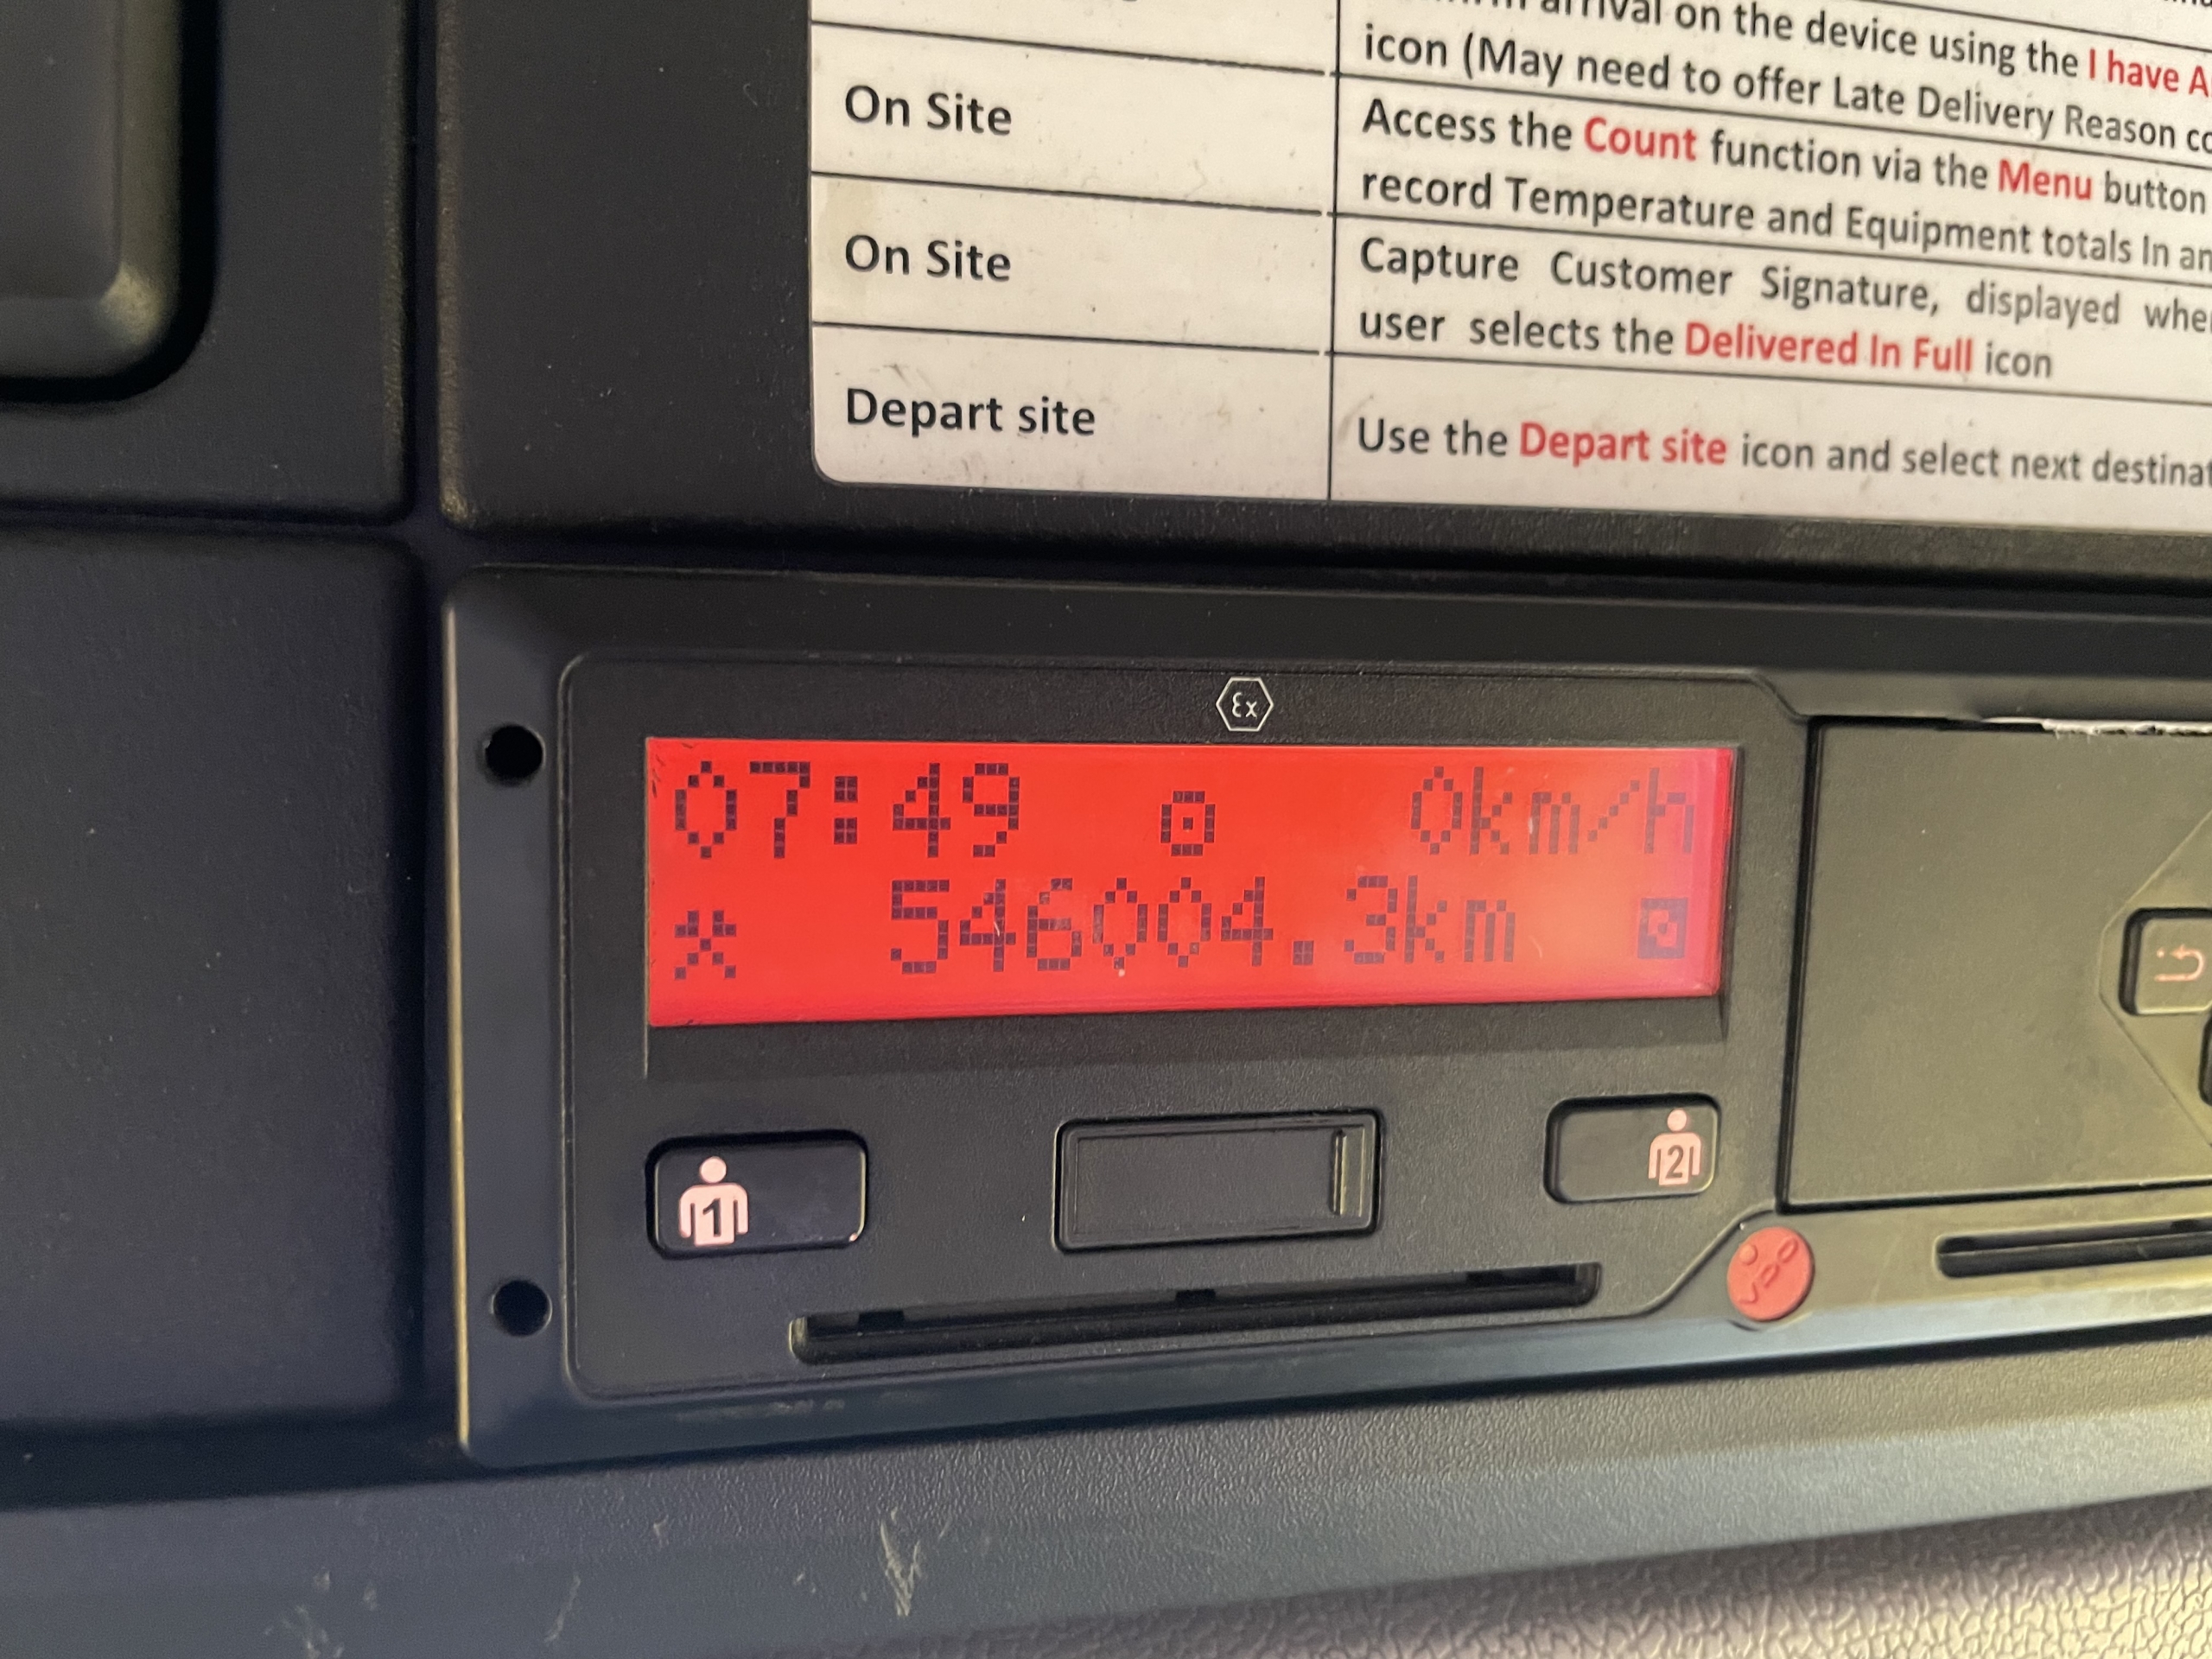 arrival on the device using the I have
icon (May need to offer Late Delivery Reason
On Site
Access the Count function via the Menu button
record Temperature and Equipment totals In
On Site
Capture Customer Signature, displayed
user selects the Delivered In Full icon
Depart site
Use the Depart site icon and select next
Ex
07:49 0km/h
546004.3km
1
2
VDO